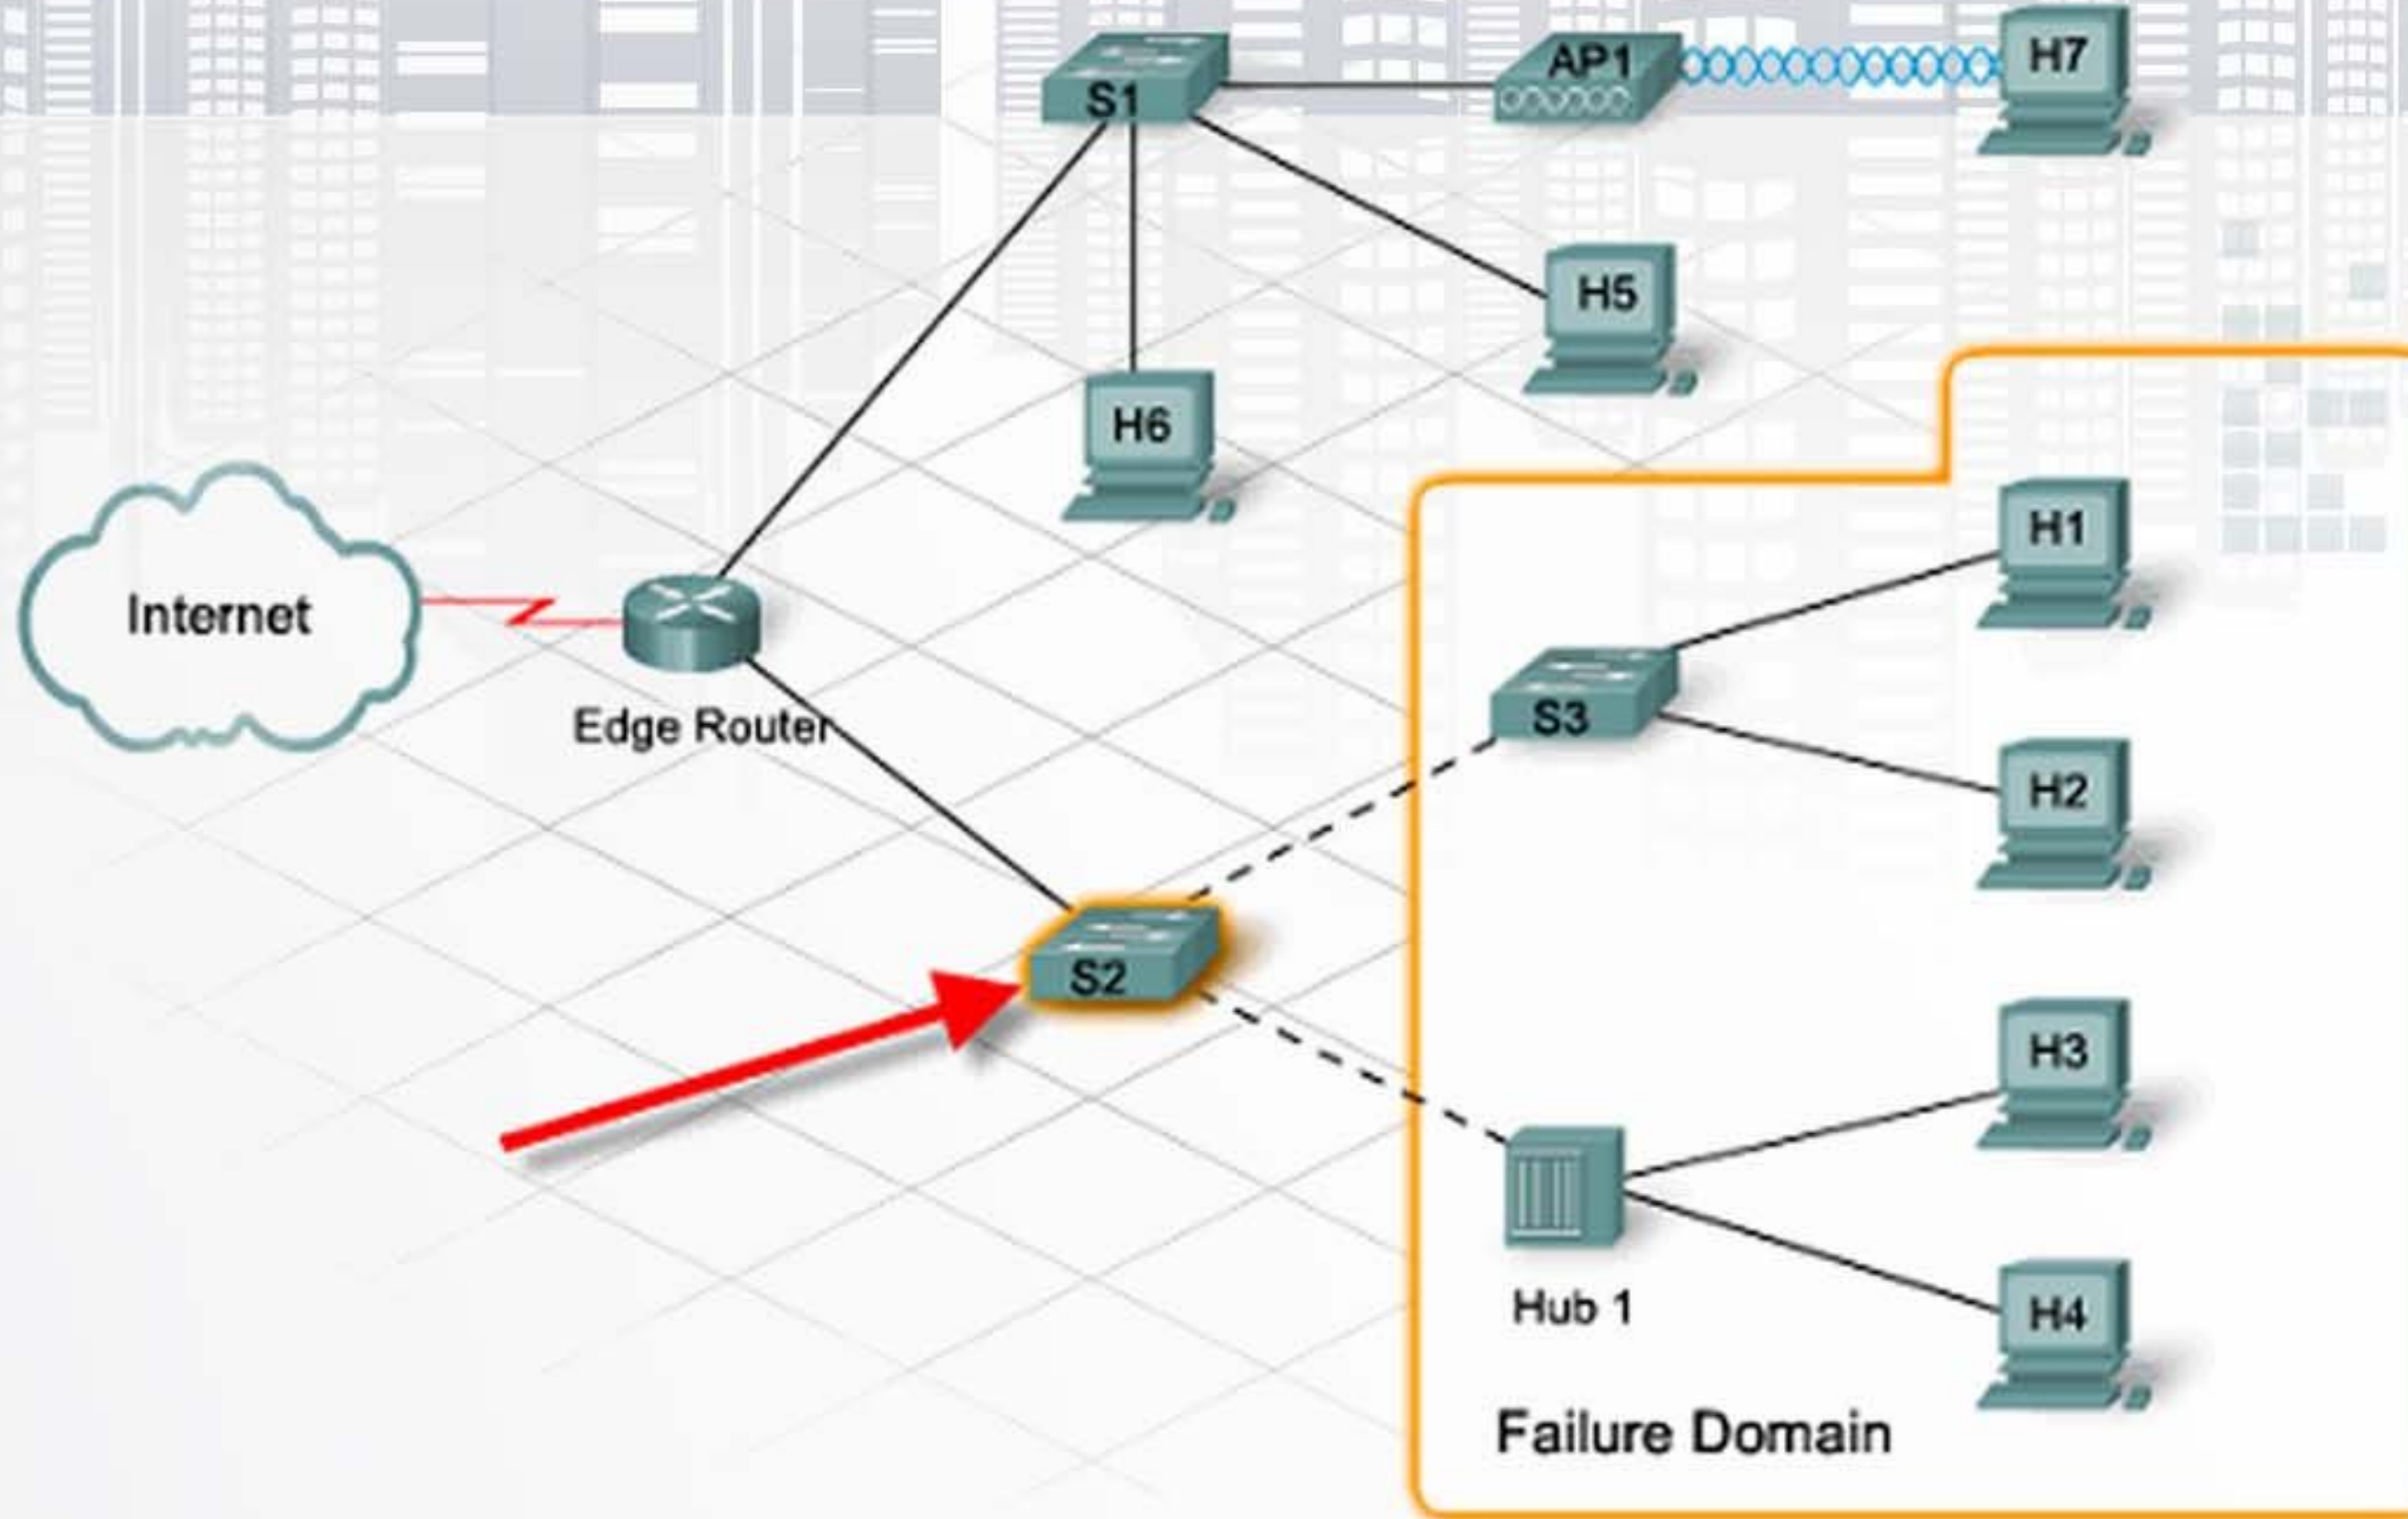 S1
AP1
H7
H5
H6
Internet
Edge Router
H1
S3
H2
S2
H3
Hub 1
H4
Failure Domain